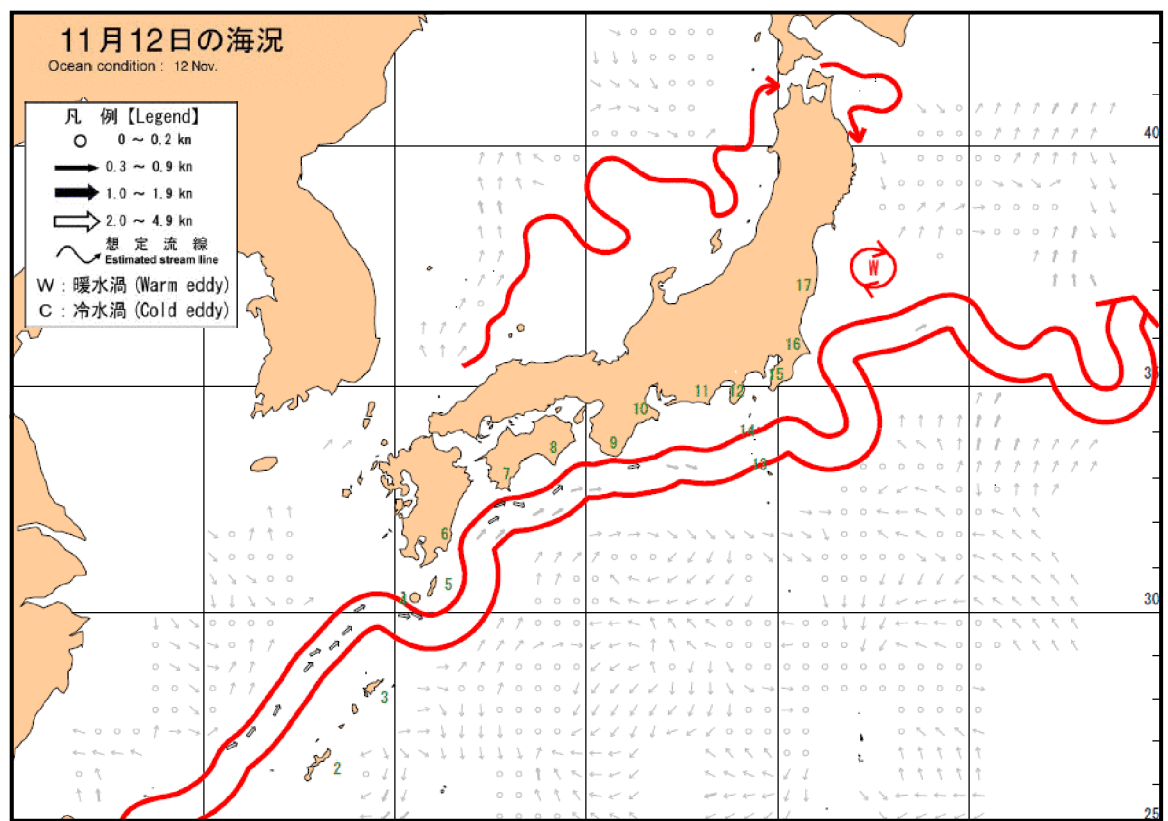 11月12日の海況
Ocean condition : 12 Nov.
凡 例【Legend】
0 ~ 0.2 kn
0.3 ~ 0.9 kn
1.0 ~ 1.9 kn
2.0 ~ 4.9 kn
想 定 流 線
Estimated stream line
W : 暖水渦 (Warm eddy)
C : 冷水渦 (Cold eddy)
40
W
17
16
35
15
12
11
10
14
9
8
13
7
6
5
30
3
2
25